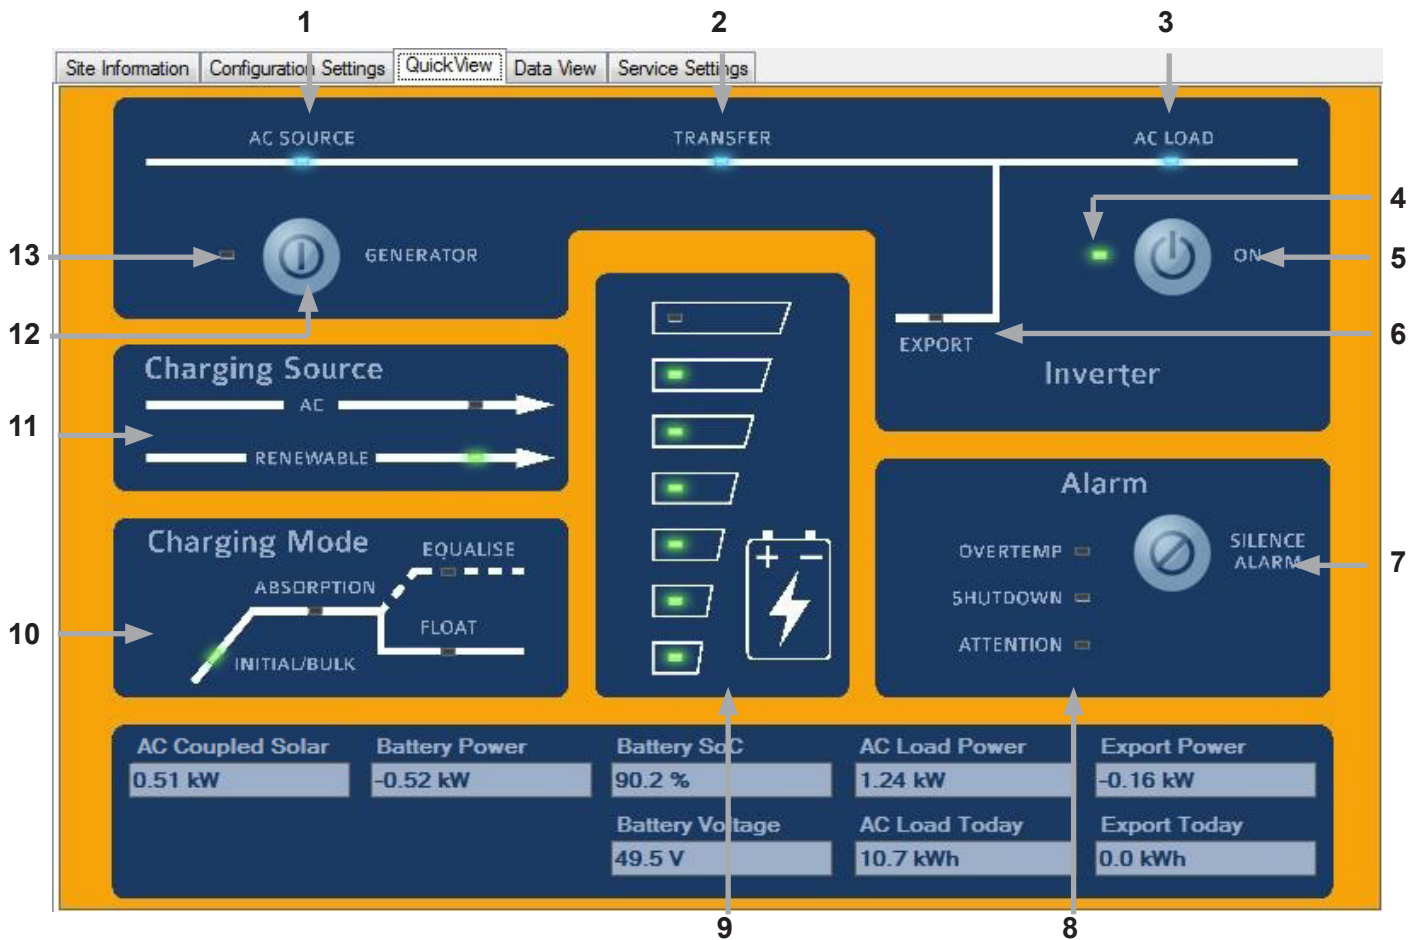 1 2 3
Site Information Configuration Settings QuickView Data View Service Settings
AC SOURCE TRANSFER AC LOAD
4
13 GENERATOR ON 5
12 6
EXPORT
Charging Source Inverter
AC
11
RENEWABLE
Alarm
Charging Mode EQUALISE SILENCE
OVERTEMP ALARM 7
ABSORPTION
SHUTDOWN
10 FLOAT
INITIAL/BULK ATTENTION
+ −
AC Coupled Solar Battery Power Battery SoC AC Load Power Export Power
0.51 kW -0.52 kW 90.2 % 1.24 kW -0.16 kW
Battery Voltage AC Load Today Export Today
49.5 V 10.7 kWh 0.0 kWh
9 8